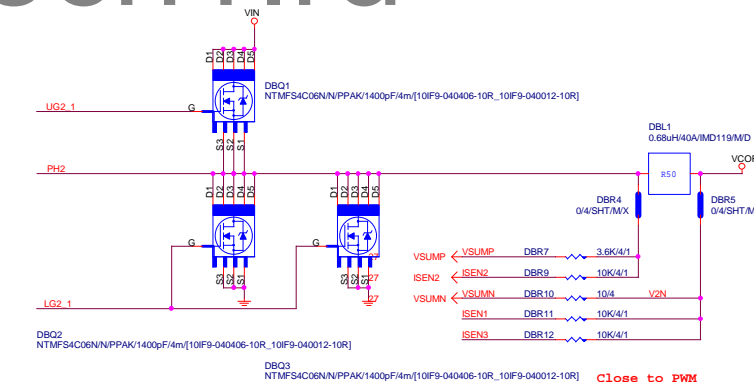 VIN
D1 D2 D3 D4 D5
DBQ1
NTMFS4C06N/N/PPAK/1400pF/4m/[10IF9-040406-10R_10IF9-040012-10R]
UG2_1
G
S3 S2 S1
DBL1
0.68uH/40A/IMD119/M/D
PH2
R50
D1 D2 D3 D4 D5
D1 D2 D3 D4 D5
DBR4
0/4/SHT/M/X
DBR5
G
G
VSUMP
VSUMP
DBR7
3.6K/4/1
S3 S2 S1
S3 S2 S1
27
ISEN2
ISEN2
DBR9
10K/4/1
27
VSUMN
VSUMN
DBR10
10/4
V2N
27
LG2_1
ISEN1
DBR11
10K/4/1
ISEN3
DBR12
10K/4/1
DBQ2
NTMFS4C06N/N/PPAK/1400pF/4m/[10IF9-040406-10R_10IF9-040012-10R]
DBQ3
NTMFS4C06N/N/PPAK/1400pF/4m/[10IF9-040406-10R_10IF9-040012-10R]
Close to PWM